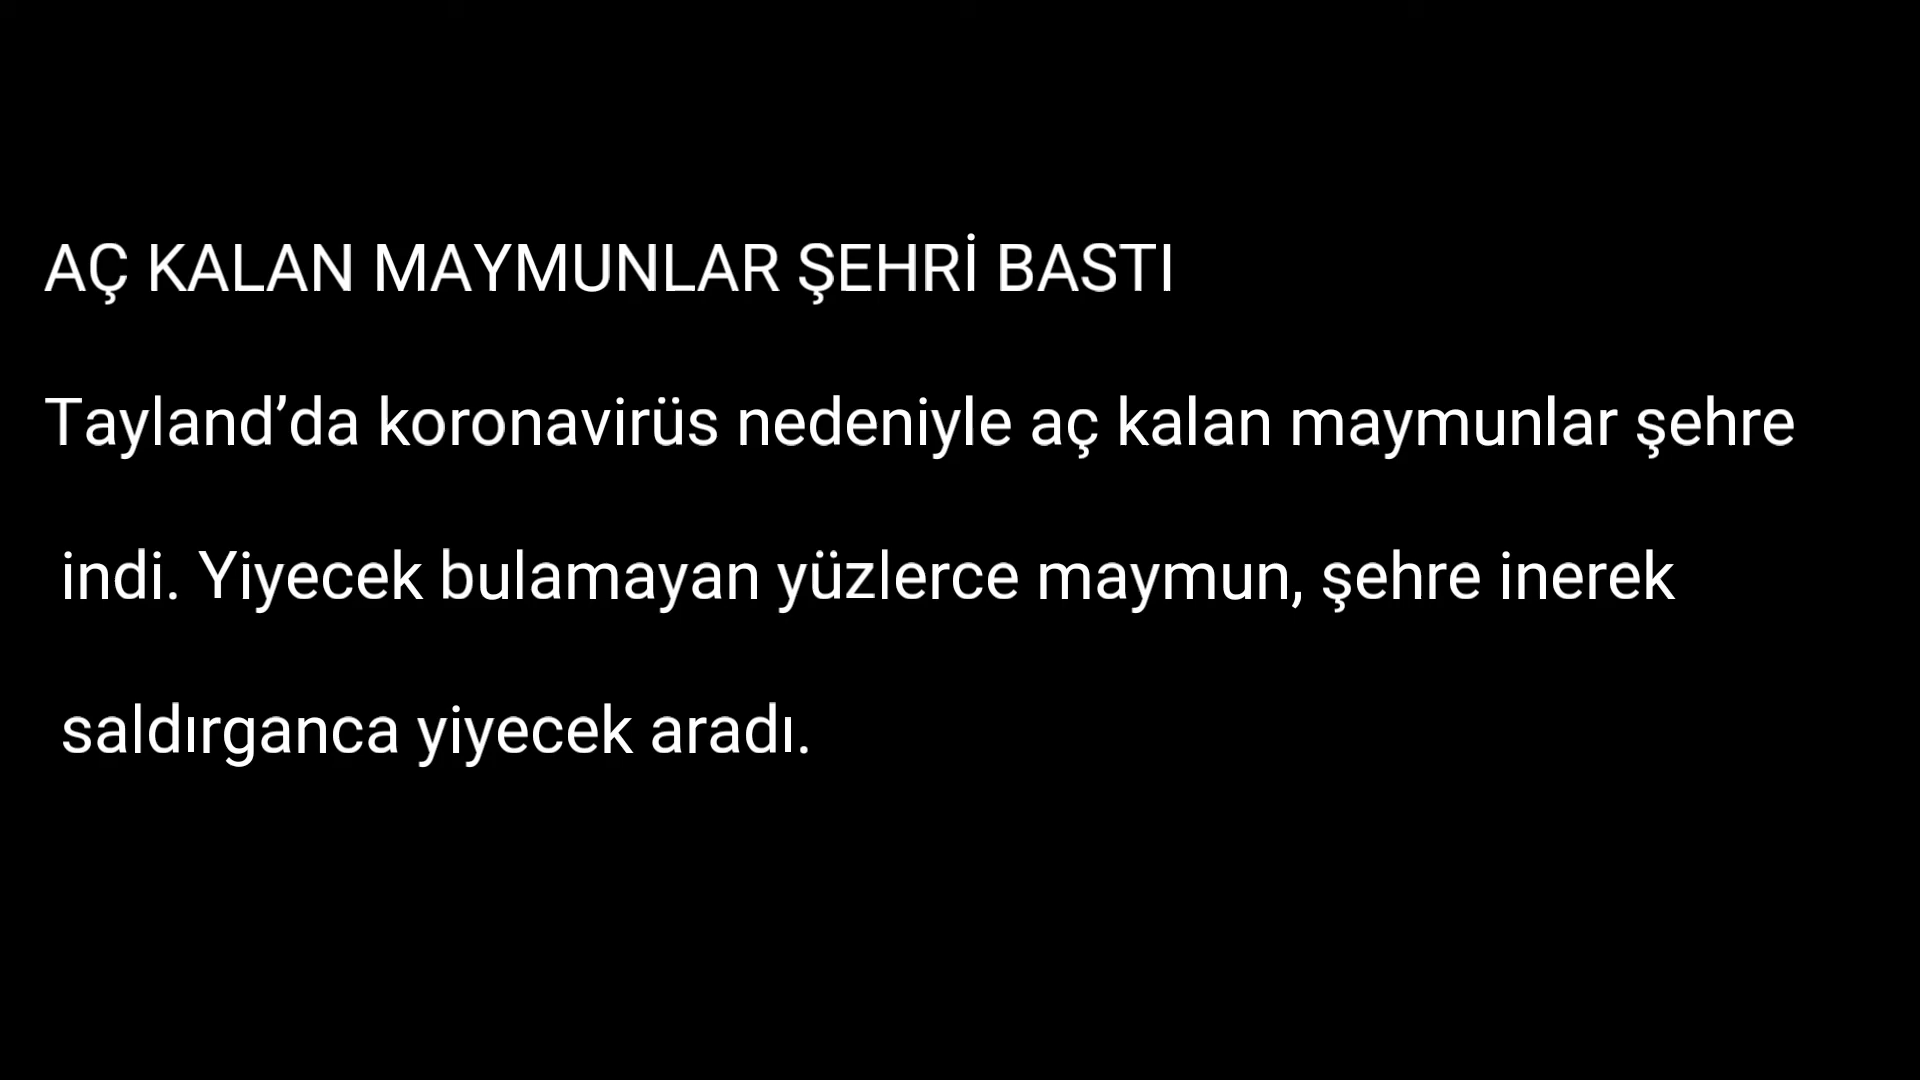 AÇ KALAN MAYMUNLAR ŞEHRİ BASTI
Tayland’da koronavirüs nedeniyle aç kalan maymunlar şehre
indi. Yiyecek bulamayan yüzlerce maymun, şehre inerek
saldırganca yiyecek aradı.